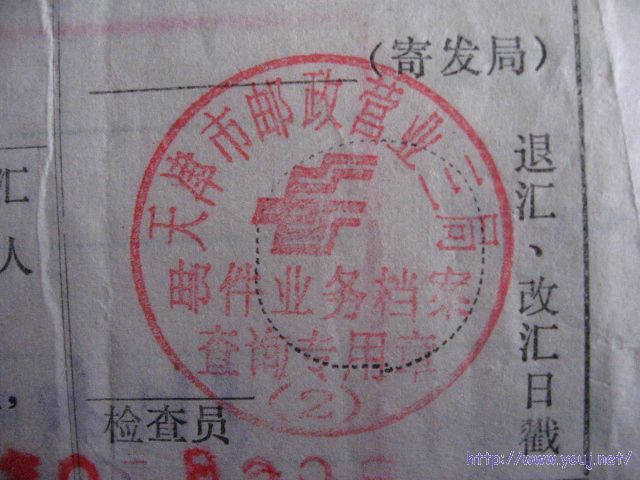 (寄发局)
天津市邮政营业三局
邮件业务档案
查询专用章
(2)
退汇、改汇日戳
汇
人
检查员
http://www.youj.net/